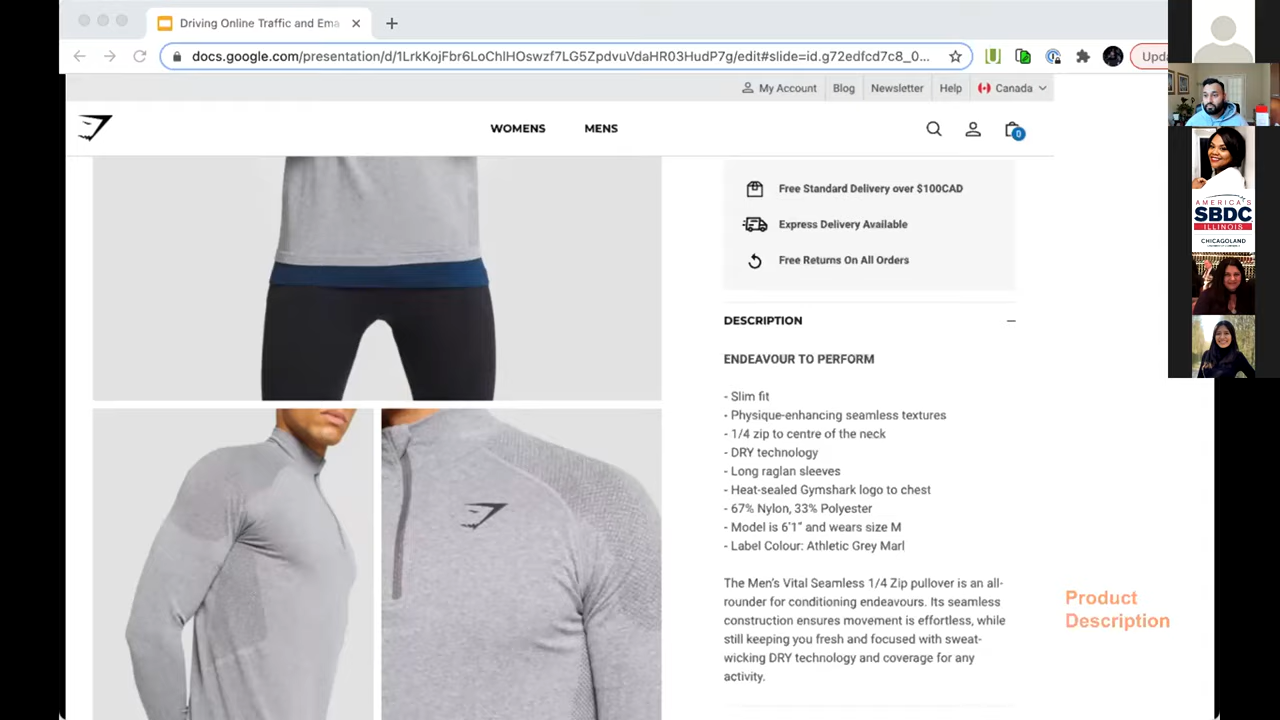 Driving Online Traffic and Ema
docs.google.com/presentation/d/1LrkKojFbr6LoChlHOswzf7LG5ZpdvuVdaHR03HudP7g/edit#slide=id.g72edfcd7c8_0...
Upda
My Account
Blog
Newsletter
Help
Canada
WOMENS
MENS
0
Free Standard Delivery over $100CAD
Express Delivery Available
Free Returns On All Orders
DESCRIPTION
ENDEAVOUR TO PERFORM
- Slim fit
- Physique-enhancing seamless textures
- 1/4 zip to centre of the neck
- DRY technology
- Long raglan sleeves
- Heat-sealed Gymshark logo to chest
- 67% Nylon, 33% Polyester
- Model is 6'1" and wears size M
- Label Colour: Athletic Grey Marl
The Men's Vital Seamless 1/4 Zip pullover is an all-
rounder for conditioning endeavours. Its seamless
construction ensures movement is effortless, while
still keeping you fresh and focused with sweat-
wicking DRY technology and coverage for any
activity.
Product
Description
AMERICA'S
SBDC
ILLINOIS
CHICAGOLAND